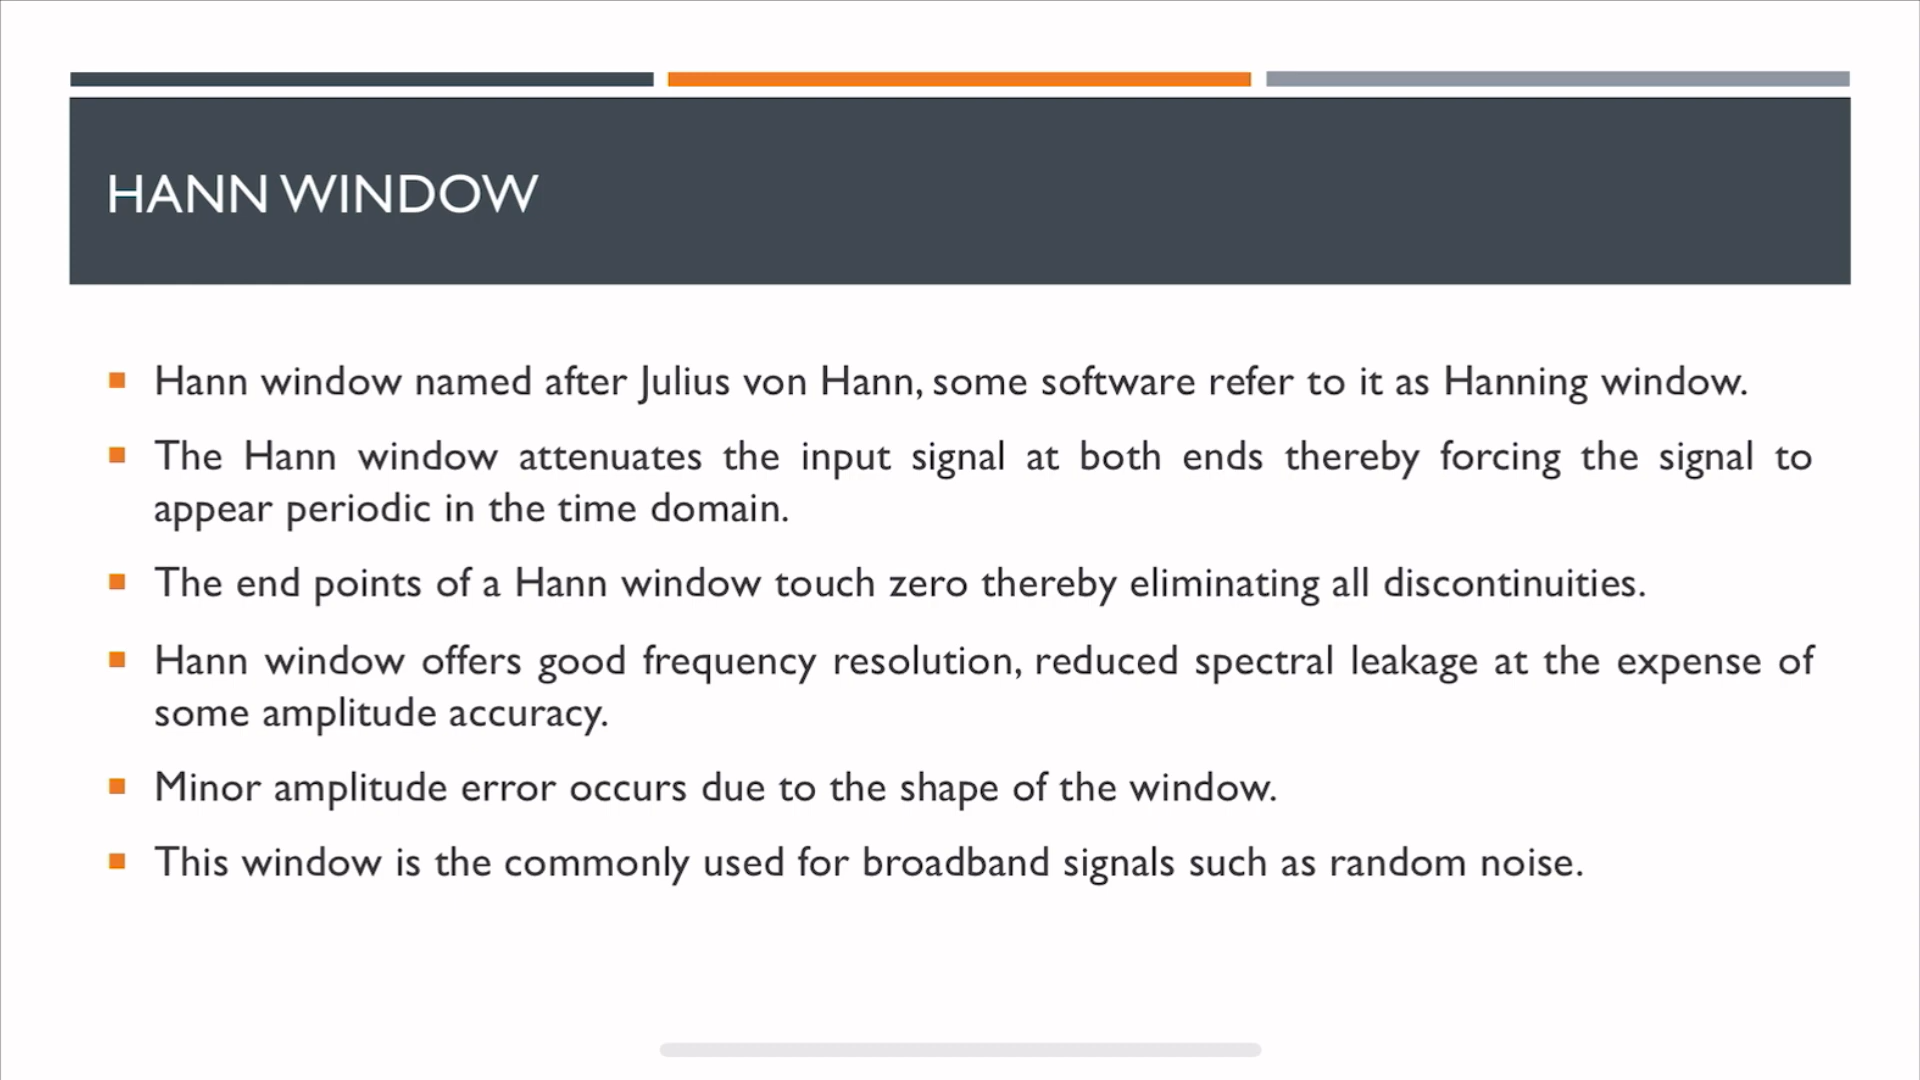 HANN WINDOW
Hann window named after Julius von Hann, some software refer to it as Hanning window.
The Hann window attenuates the input signal at both ends thereby forcing the signal to
appear periodic in the time domain.
The end points of a Hann window touch zero thereby eliminating all discontinuities.
Hann window offers good frequency resolution, reduced spectral leakage at the expense of
some amplitude accuracy.
Minor amplitude error occurs due to the shape of the window.
This window is the commonly used for broadband signals such as random noise.